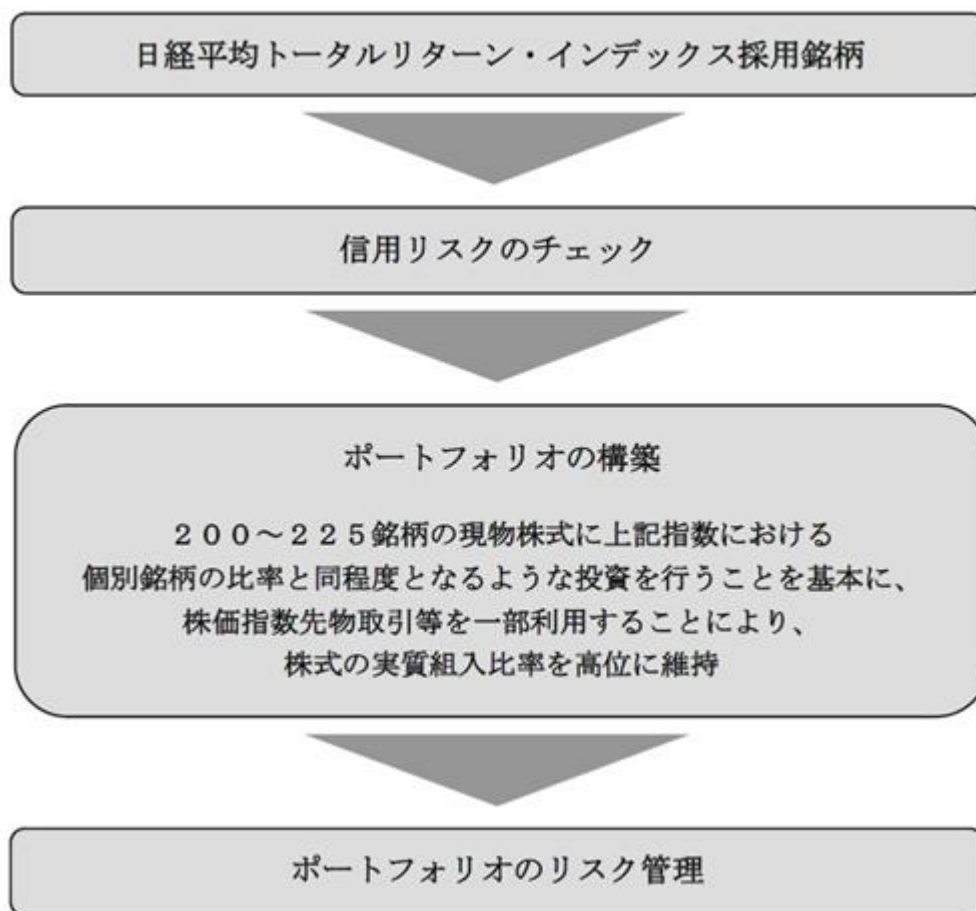 日経平均トータルリターン・インデックス採用銘柄
信用リスクのチェック
ポートフォリオの構築
２００～２２５銘柄の現物株式に上記指数における
個別銘柄の比率と同程度となるような投資を行うことを基本に、
株価指数先物取引等を一部利用することにより、
株式の実質組入比率を高位に維持
ポートフォリオのリスク管理